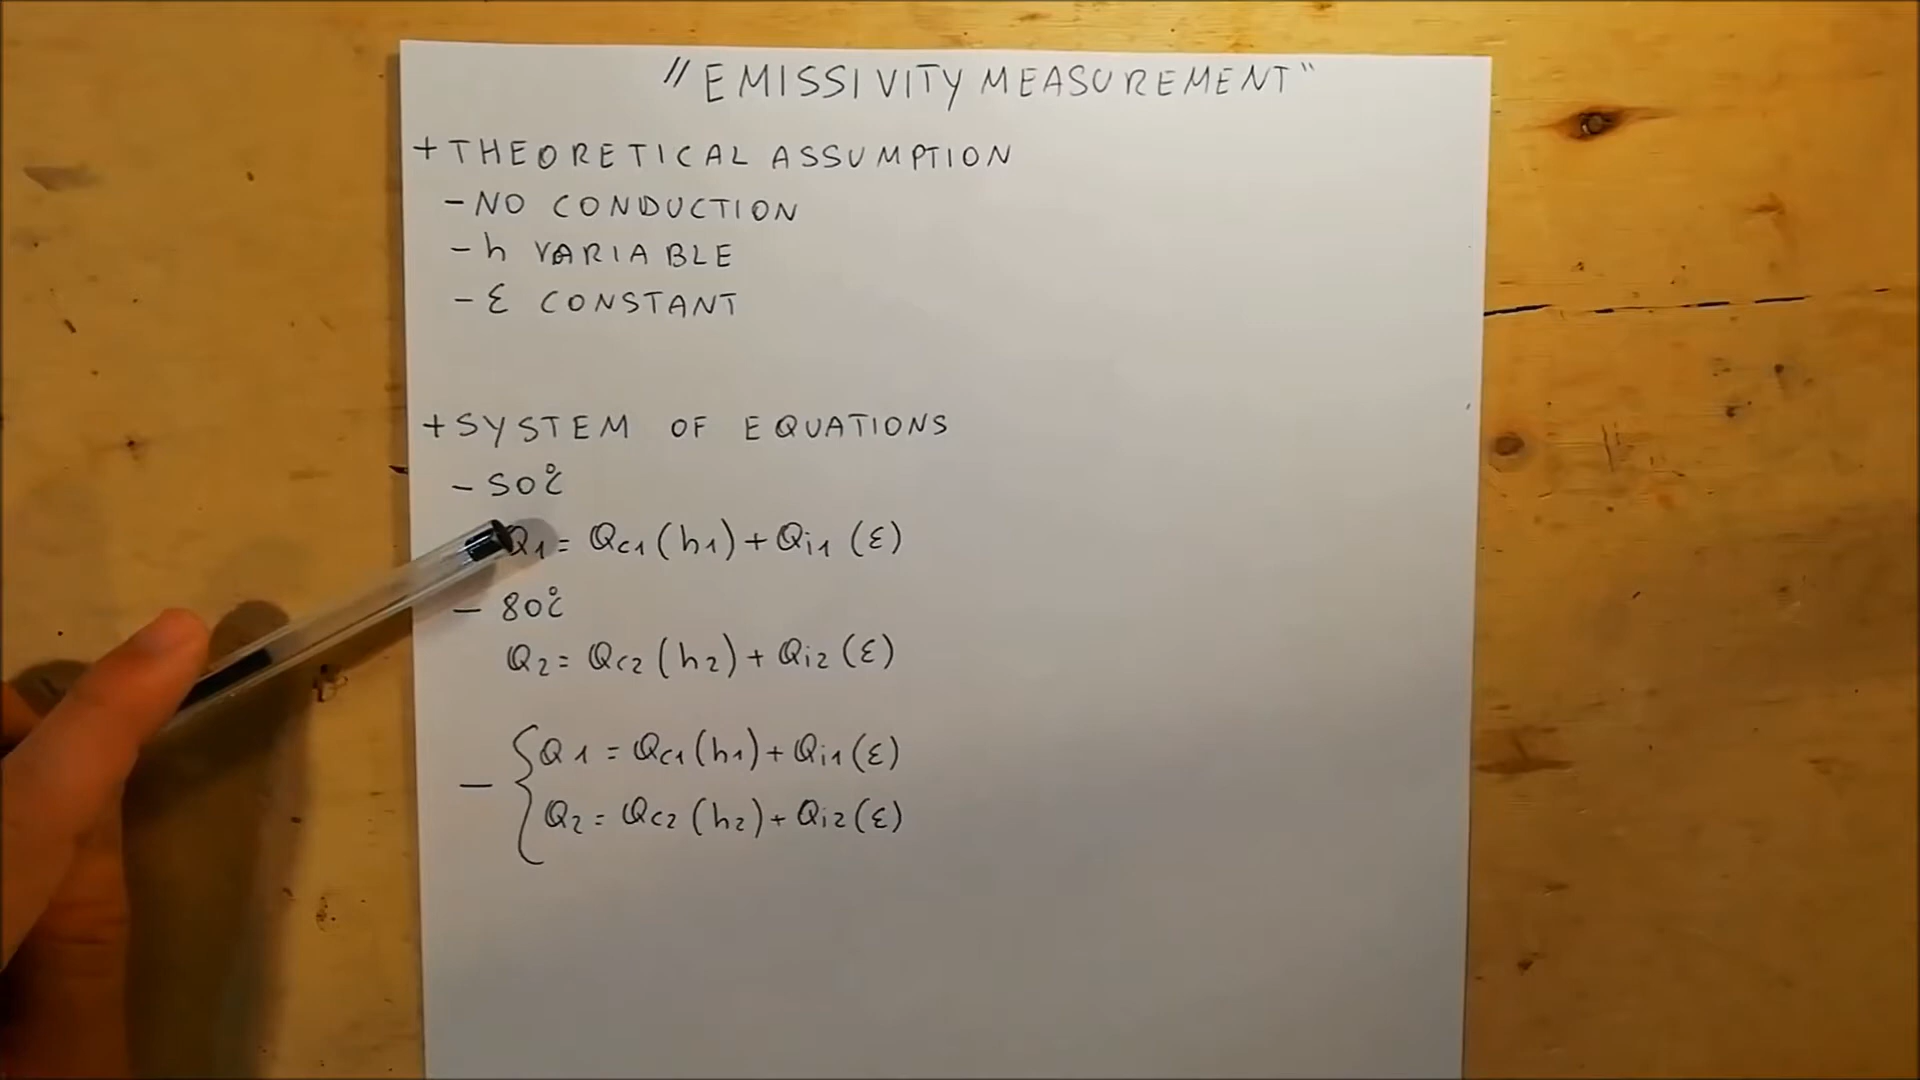 "EMISSIVITY MEASUREMENT"
+ THEORETICAL ASSUMPTION
- NO CONDUCTION
- h VARIABLE
- Ɛ CONSTANT
+ SYSTEM OF EQUATIONS
- 50℃
Q1 = Qc1 (h1) + Qi1 (Ɛ)
- 80℃
Q2 = Qc2 (h2) + Qi2 (Ɛ)
- { Q1 = Qc1 (h1) + Qi1 (Ɛ)
Q2 = Qc2 (h2) + Qi2 (Ɛ)